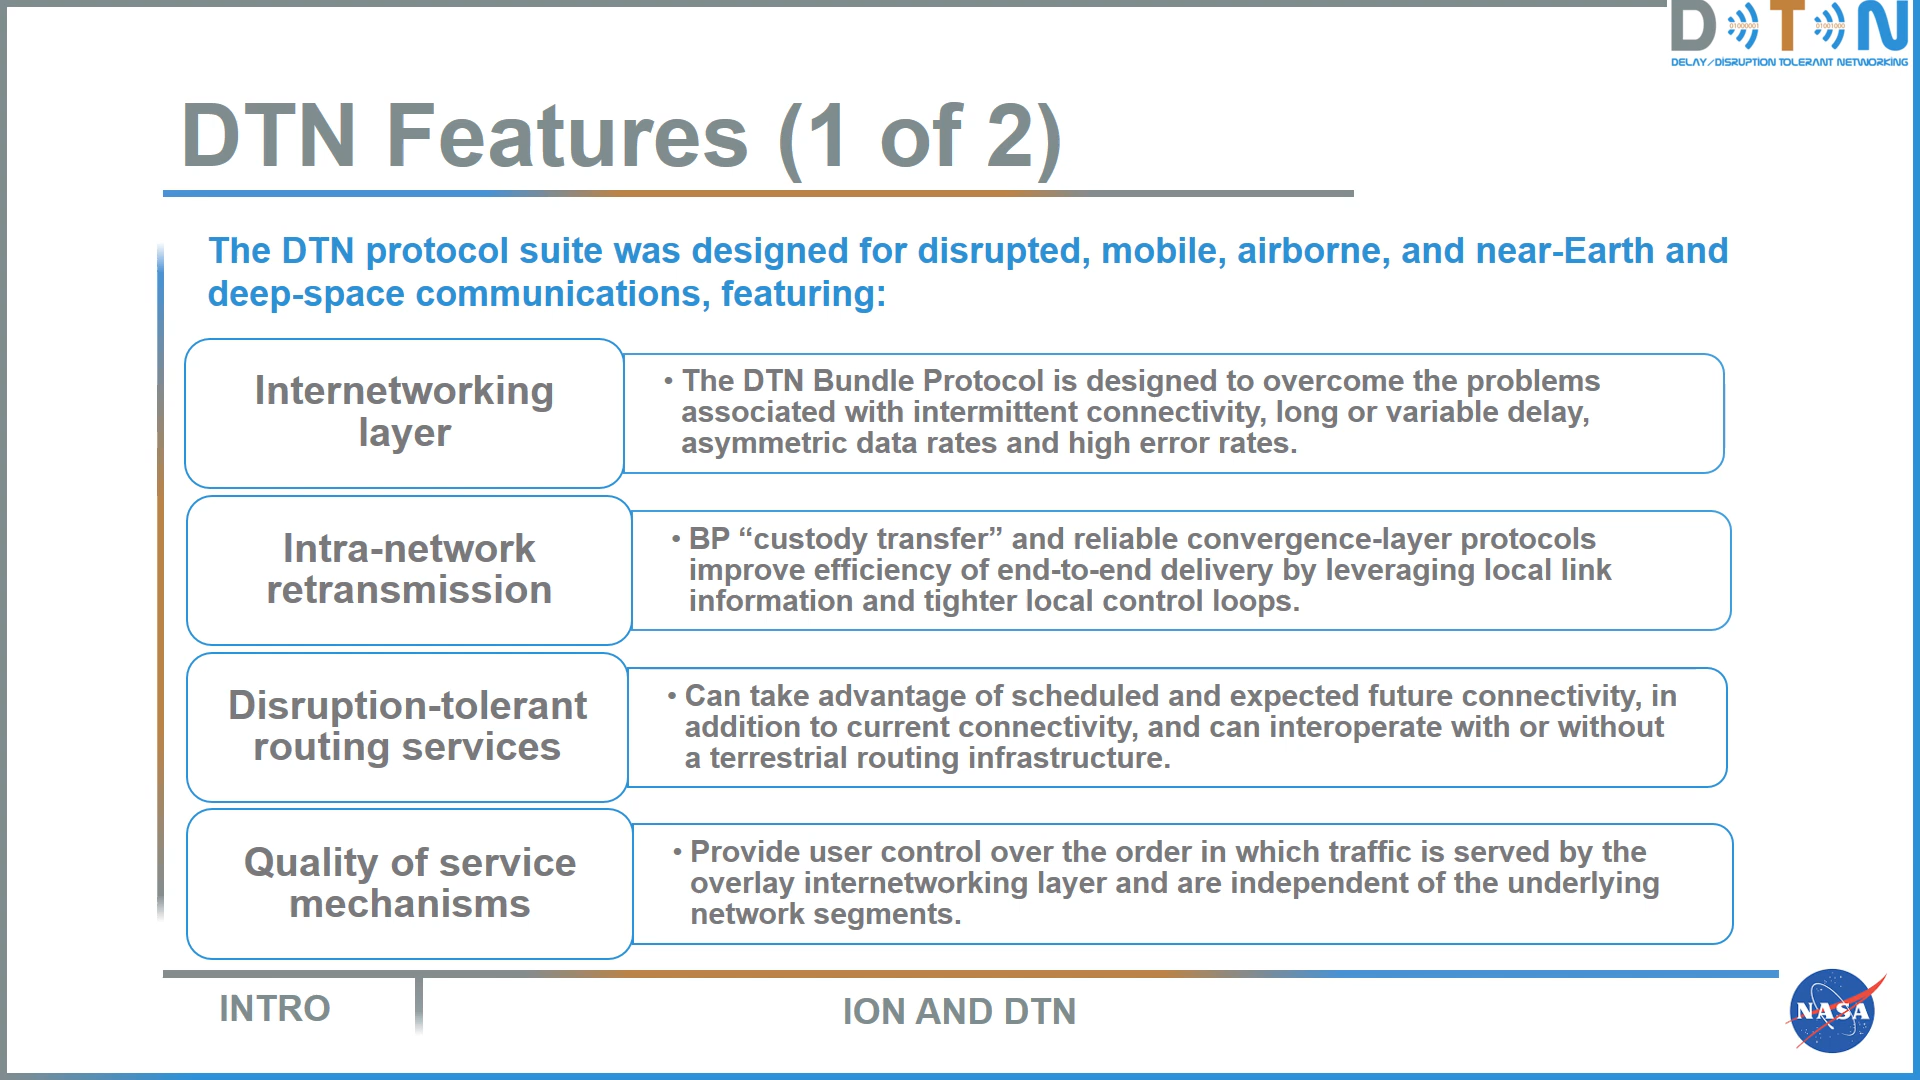 D T N
01000001
01001000
DELAY/DISRUPTION TOLERANT NETWORKING
DTN Features (1 of 2)
The DTN protocol suite was designed for disrupted, mobile, airborne, and near-Earth and
deep-space communications, featuring:
Internetworking
layer
• The DTN Bundle Protocol is designed to overcome the problems
associated with intermittent connectivity, long or variable delay,
asymmetric data rates and high error rates.
Intra-network
retransmission
• BP “custody transfer” and reliable convergence-layer protocols
improve efficiency of end-to-end delivery by leveraging local link
information and tighter local control loops.
Disruption-tolerant
routing services
• Can take advantage of scheduled and expected future connectivity, in
addition to current connectivity, and can interoperate with or without
a terrestrial routing infrastructure.
Quality of service
mechanisms
• Provide user control over the order in which traffic is served by the
overlay internetworking layer and are independent of the underlying
network segments.
INTRO
ION AND DTN
NASA